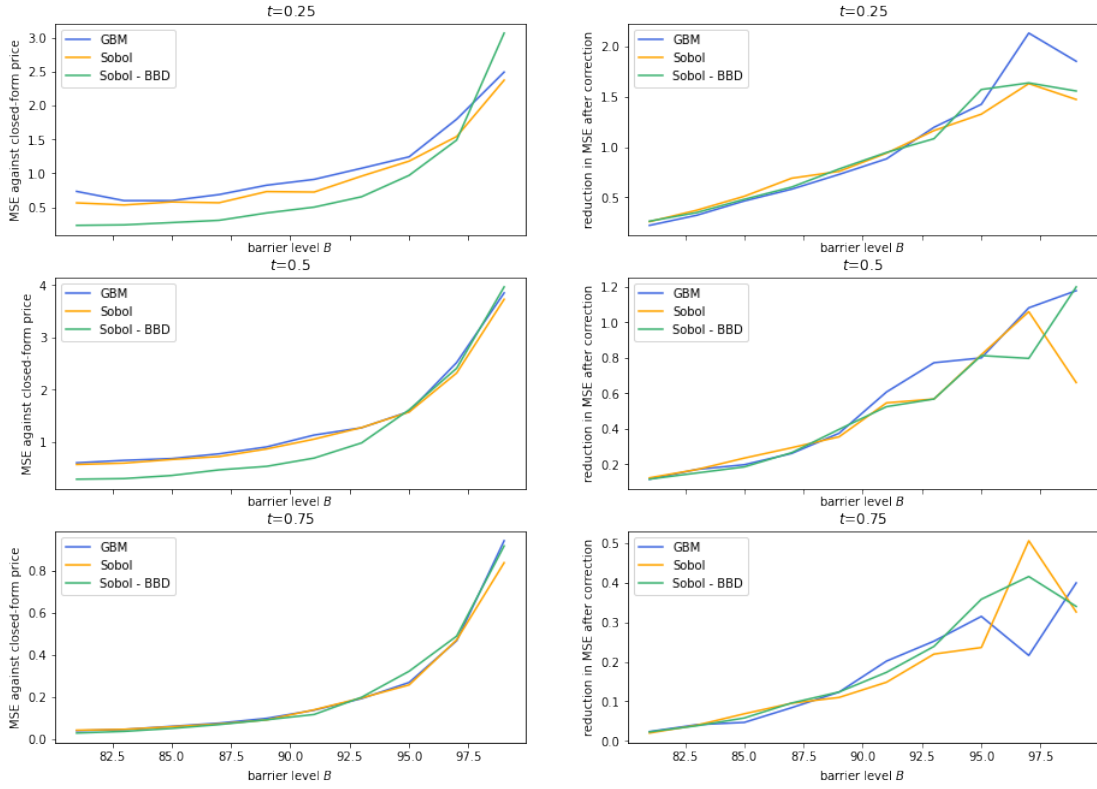 t=0.25
MSE against closed-form price
3.0
2.5
2.0
1.5
1.0
0.5
GBM
Sobol
Sobol - BBD
barrier level B
t=0.25
reduction in MSE after correction
2.0
1.5
1.0
0.5
GBM
Sobol
Sobol - BBD
barrier level B
t=0.5
MSE against closed-form price
4
3
2
1
GBM
Sobol
Sobol - BBD
barrier level B
t=0.5
reduction in MSE after correction
1.2
1.0
0.8
0.6
0.4
0.2
GBM
Sobol
Sobol - BBD
barrier level B
t=0.75
MSE against closed-form price
0.8
0.6
0.4
0.2
0.0
GBM
Sobol
Sobol - BBD
82.5 85.0 87.5 90.0 92.5 95.0 97.5
barrier level B
t=0.75
reduction in MSE after correction
0.5
0.4
0.3
0.2
0.1
0.0
GBM
Sobol
Sobol - BBD
82.5 85.0 87.5 90.0 92.5 95.0 97.5
barrier level B